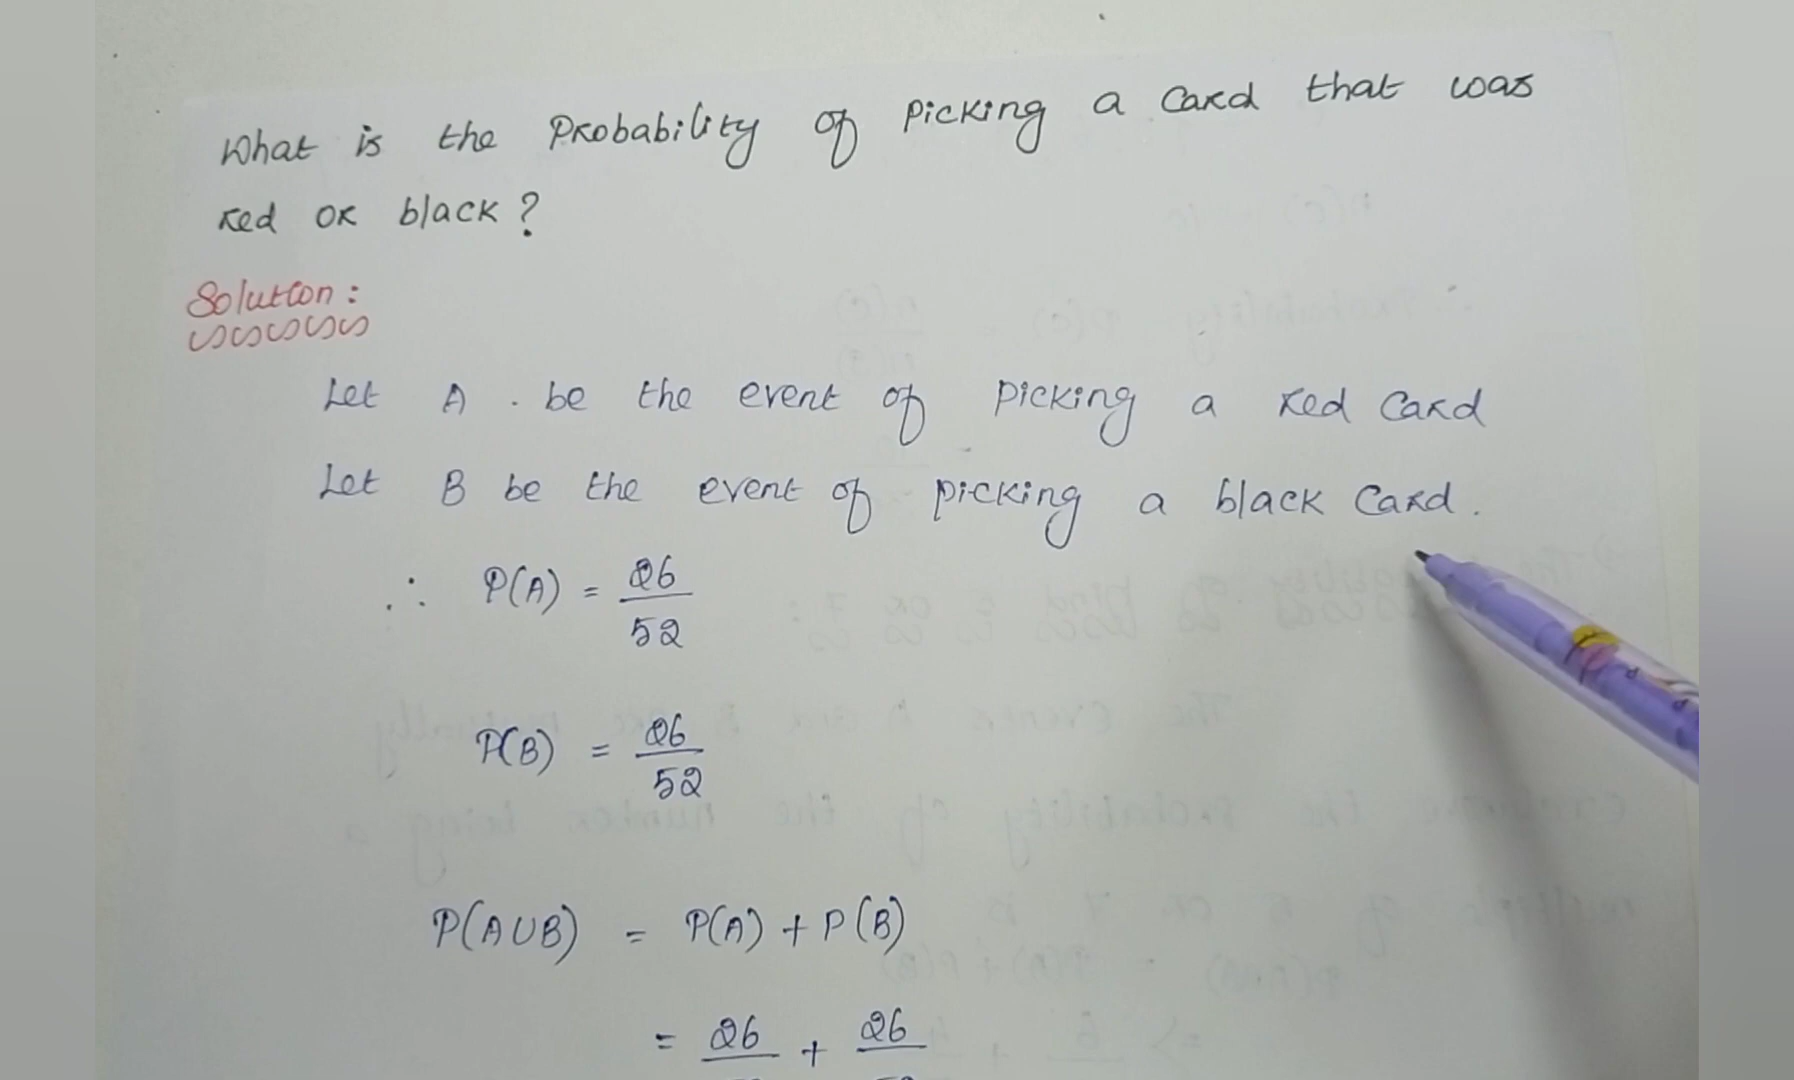 What is the Probability of Picking a Card that was
red or black?
Solution:
Let A be the event of Picking a red Card
Let B be the event of picking a black Card.
∴ P(A) = 26/52
P(B) = 26/52
P(A∪B) = P(A) + P(B)
= 26 + 26